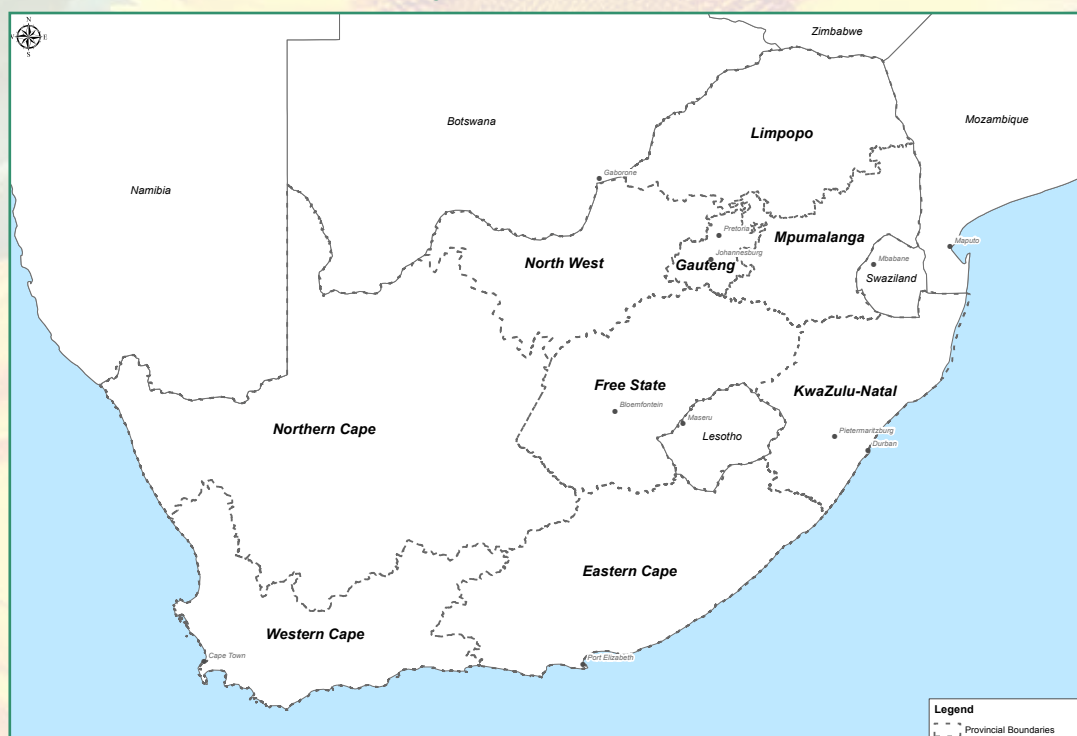 N
W E
S
Zimbabwe
Botswana
Mozambique
Limpopo
Gaborone
Namibia
Pretoria
Mpumalanga
Maputo
Johannesburg
North West
Gauteng
Mbabane
Swaziland
Free State
KwaZulu-Natal
Bloemfontein
Maseru
Northern Cape
Lesotho
Pietermaritzburg
Durban
Eastern Cape
Western Cape
Cape Town
Port Elizabeth
Legend
Provincial Boundaries